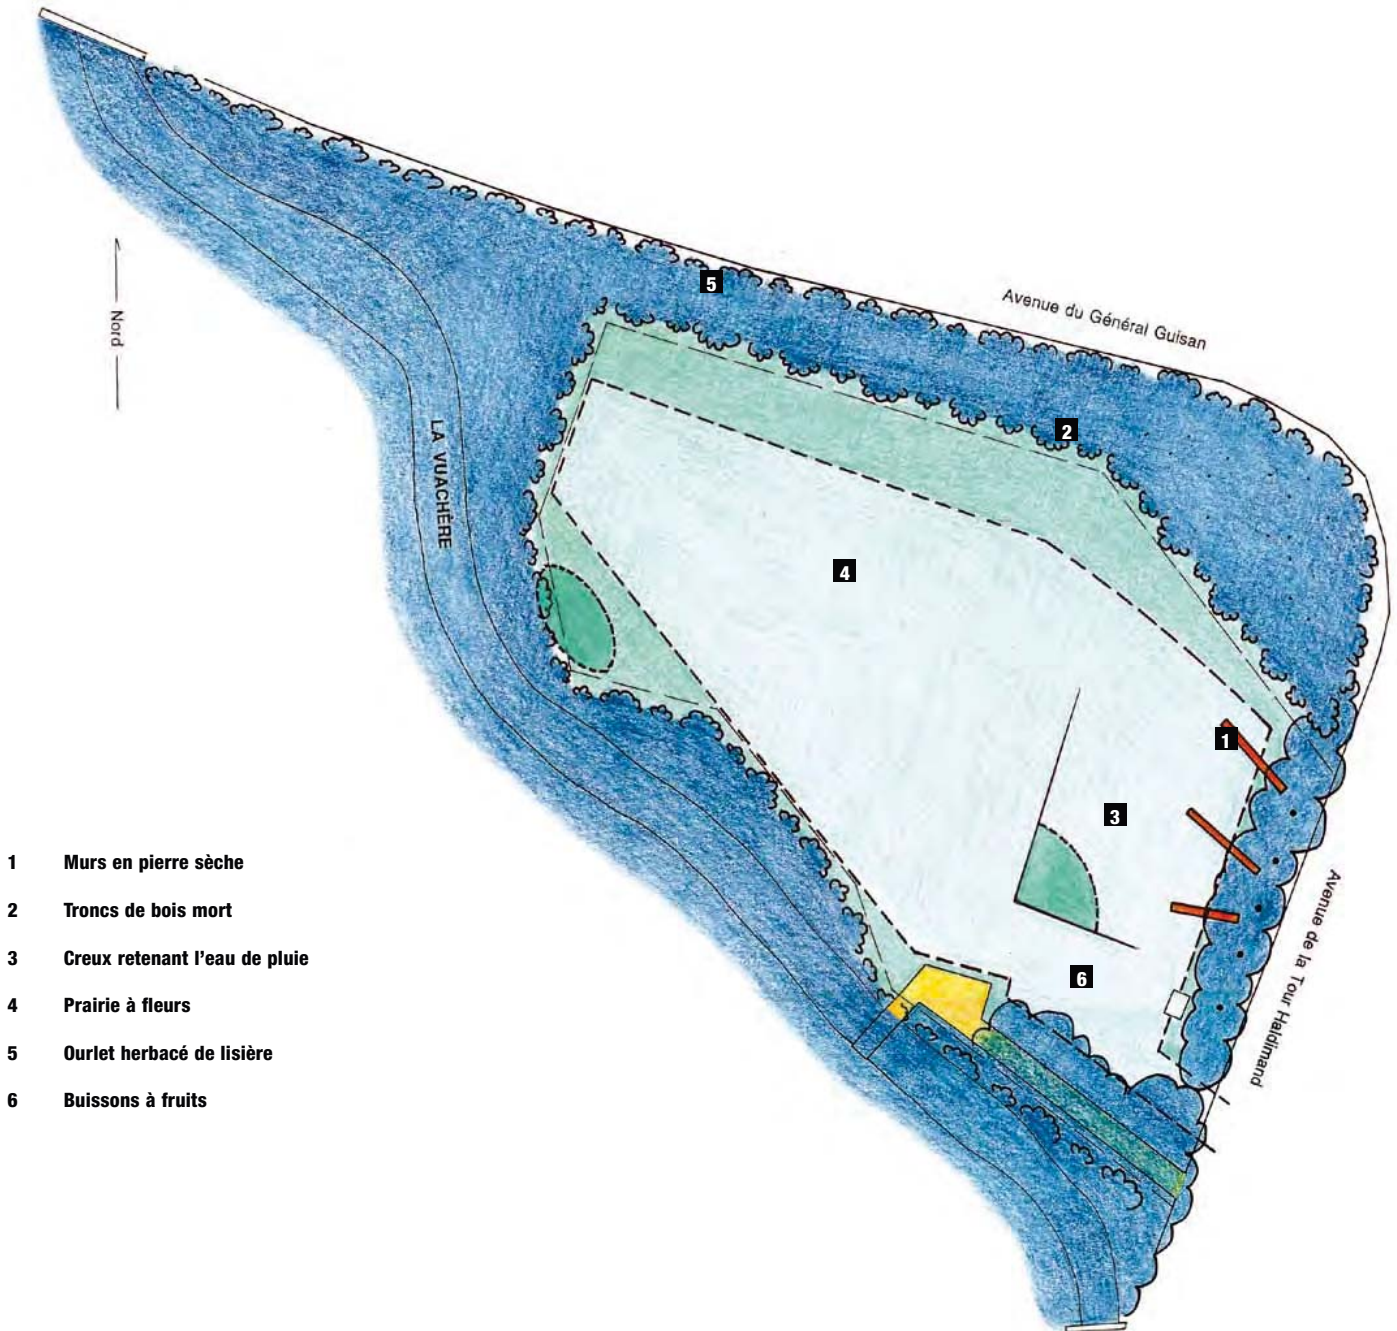 5
Avenue du Général Guisan
Nord
2
LA VUACHÈRE
4
1
3
6
Avenue de la Tour Haldimand
1 Murs en pierre sèche
2 Troncs de bois mort
3 Creux retenant l'eau de pluie
4 Prairie à fleurs
5 Ourlet herbacé de lisière
6 Buissons à fruits